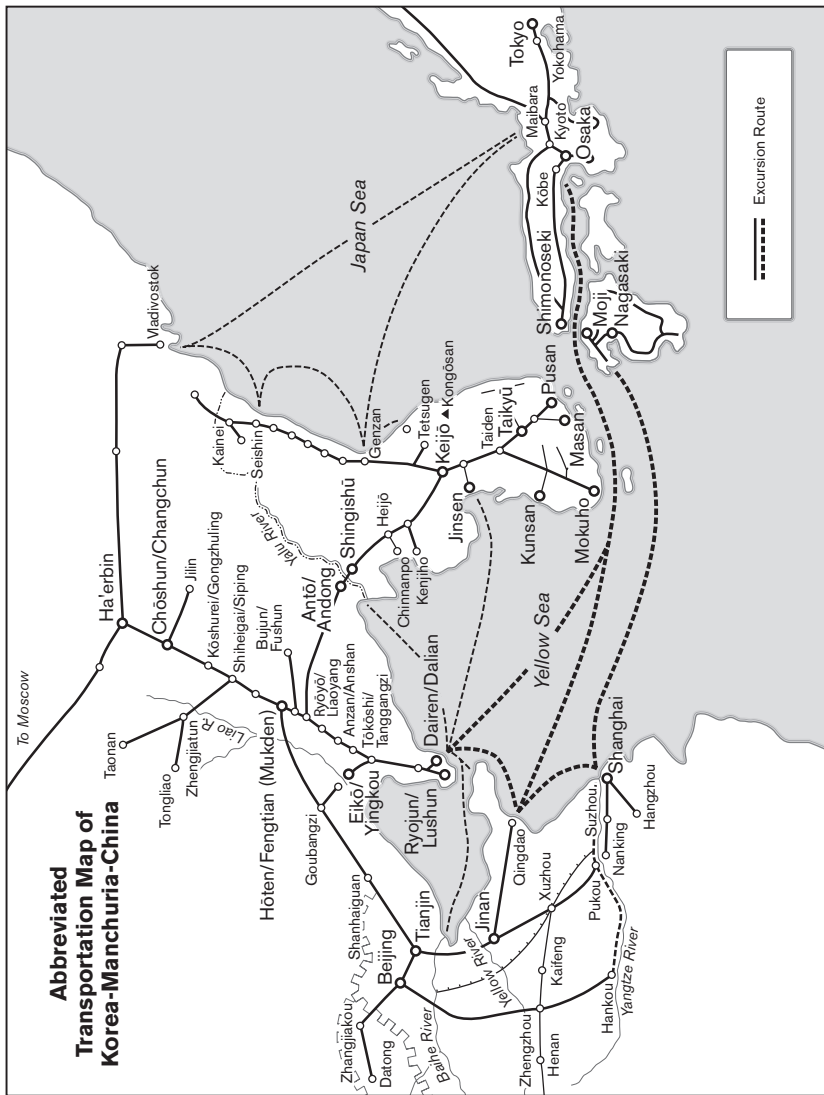 Abbreviated
Transportation Map of
Korea-Manchuria-China
To Moscow
Ha'erbin
Vladivostok
Taonan
Chōshun/Changchun
Jilin
Tongliao
Zhengjiatun
Kōshurei/Gongzhuling
Shiheigai/Siping
Liao R.
Bujun/
Fushun
Hōten/Fengtian (Mukden)
Ryōyō/
Liaoyang
Anzan/Anshan
Tōkōshi/
Tanggangzi
Antō/
Andong
Shingishū
Yalu River
Kainei
Seishin
Goubangzi
Eikō/
Yingkou
Ryojun/
Lushun
Dairen/Dalian
Heijō
Chinnanpo
Kenjiho
Genzan
Tetsugen
Kongōsan
Keijō
Jinsen
Taiden
Taikyū
Pusan
Masan
Kunsan
Mokuho
Japan Sea
Shanhaiguan
Zhangjiakou
Datong
Beijing
Tianjin
Baihe River
Yellow River
Jinan
Qingdao
Yellow Sea
Zhengzhou
Henan
Kaifeng
Xuzhou
Pukou
Suzhou
Nanking
Shanghai
Hangzhou
Hankou
Yangtze River
Tokyo
Yokohama
Maibara
Kyoto
Osaka
Kōbe
Shimonoseki
Moji
Nagasaki
Excursion Route